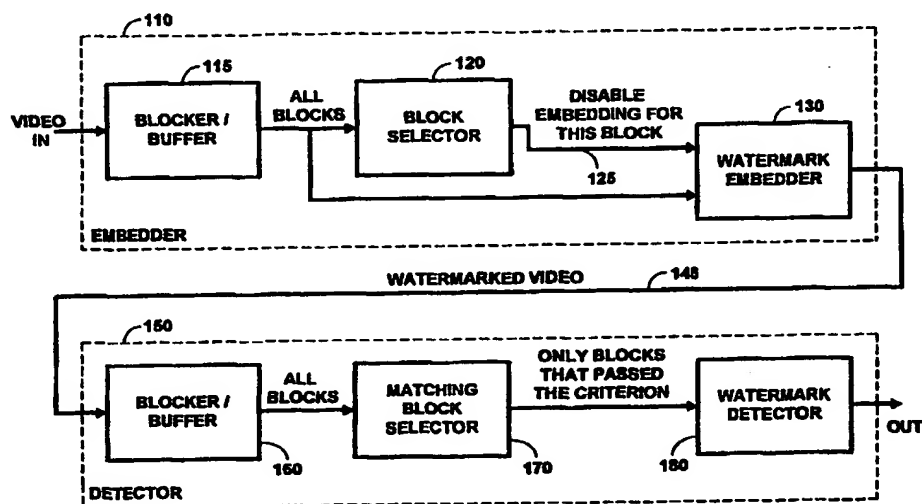 110
115
120
130
VIDEO
IN
BLOCKER /
BUFFER
ALL
BLOCKS
BLOCK
SELECTOR
DISABLE
EMBEDDING FOR
THIS BLOCK
125
WATERMARK
EMBEDDER
EMBEDDER
WATERMARKED VIDEO
145
150
BLOCKER /
BUFFER
160
ALL
BLOCKS
MATCHING
BLOCK
SELECTOR
170
ONLY BLOCKS
THAT PASSED
THE CRITERION
WATERMARK
DETECTOR
180
OUT
DETECTOR